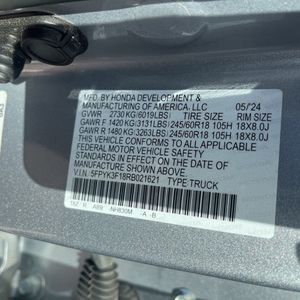 MFD. BY HONDA DEVELOPMENT &
MANUFACTURING OF AMERICA, LLC 05/'24
GVWR 2730 KG(6019LBS) TIRE SIZE RIM SIZE
GAWR F 1420 KG(3131LBS) 245/60R18 105H 18X8.0J
GAWR R 1480 KG(3263LBS) 245/60R18 105H 18X8.0J
THIS VEHICLE CONFORMS TO ALL APPLICABLE
FEDERAL MOTOR VEHICLE SAFETY
STANDARDS IN EFFECT ON THE DATE OF
MANUFACTURE SHOWN ABOVE.
V.I.N.: 5FPYK3F18RB021621 TYPE:TRUCK
-A -B